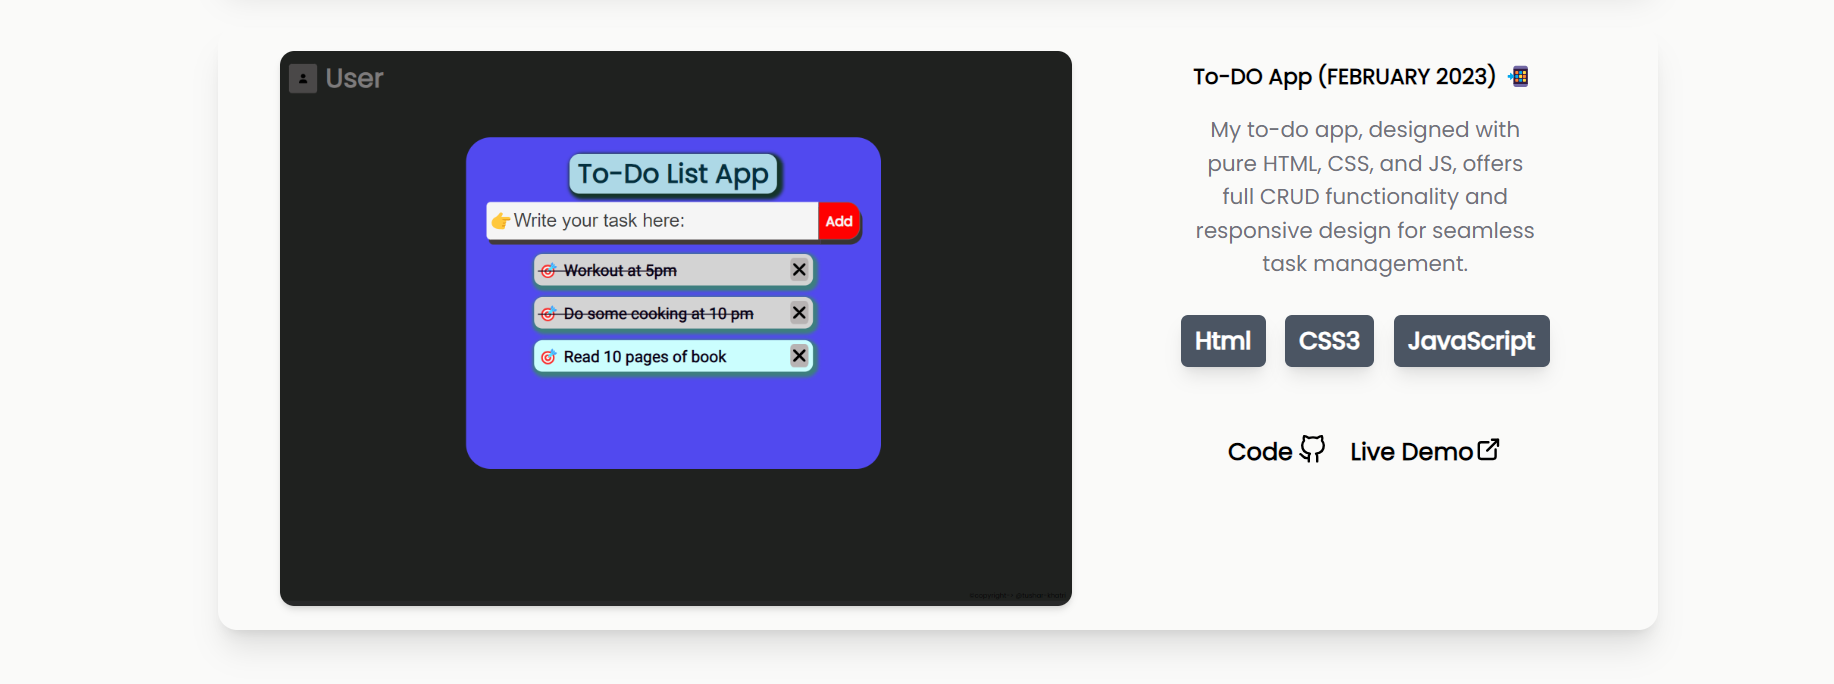 User
To-Do List App
👉Write your task here:
Add
🎯 Workout at 5pm
🎯 Do some cooking at 10 pm
🎯 Read 10 pages of book
To-DO App (FEBRUARY 2023) 📲
My to-do app, designed with
pure HTML, CSS, and JS, offers
full CRUD functionality and
responsive design for seamless
task management.
Html
CSS3
JavaScript
Code
Live Demo